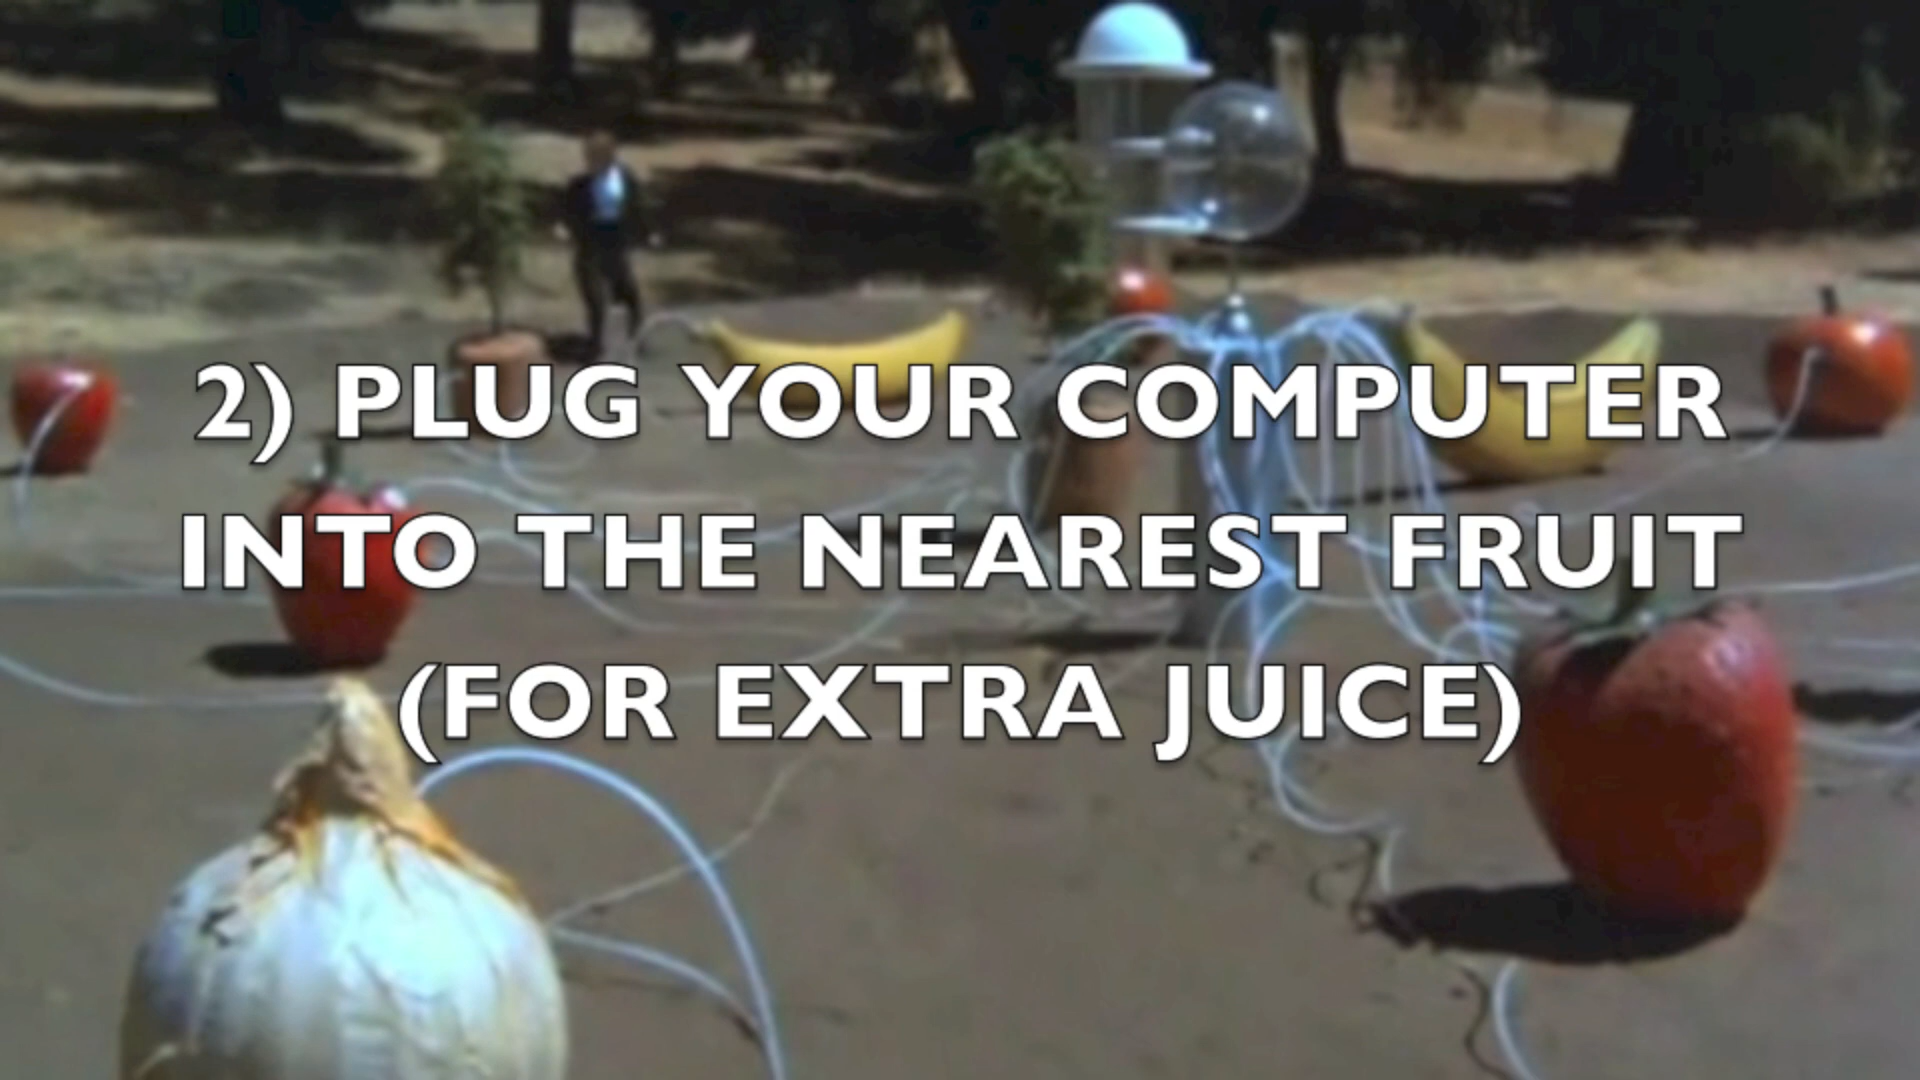 2) PLUG YOUR COMPUTER
INTO THE NEAREST FRUIT
(FOR EXTRA JUICE)